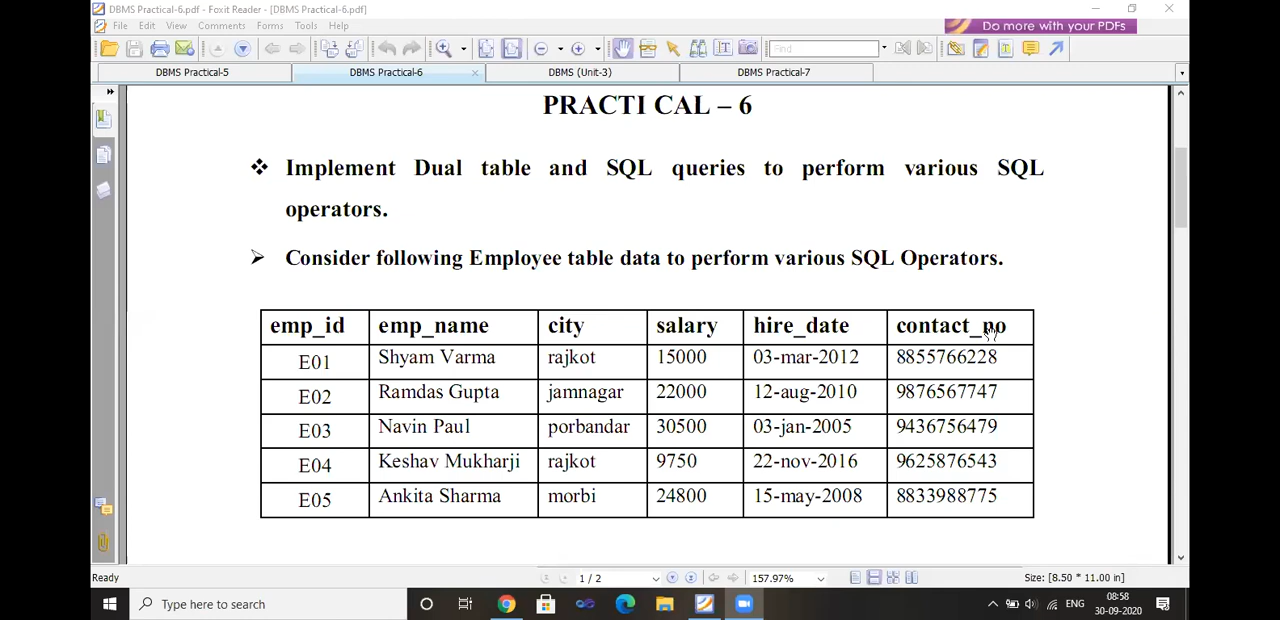 DBMS Practical-6.pdf - Foxit Reader - [DBMS Practical-6.pdf]
File Edit View Comments Forms Tools Help
Do more with your PDFs
Find
DBMS Practical-5 DBMS Practical-6 DBMS (Unit-3) DBMS Practical-7
PRACTI CAL – 6
Implement Dual table and SQL queries to perform various SQL
operators.
Consider following Employee table data to perform various SQL Operators.
emp_id emp_name city salary hire_date contact_no
E01 Shyam Varma rajkot 15000 03-mar-2012 8855766228
E02 Ramdas Gupta jamnagar 22000 12-aug-2010 9876567747
E03 Navin Paul porbandar 30500 03-jan-2005 9436756479
E04 Keshav Mukharji rajkot 9750 22-nov-2016 9625876543
E05 Ankita Sharma morbi 24800 15-may-2008 8833988775
Ready 1 / 2 157.97% Size: [8.50 * 11.00 in]
Type here to search ENG 08:58
30-09-2020